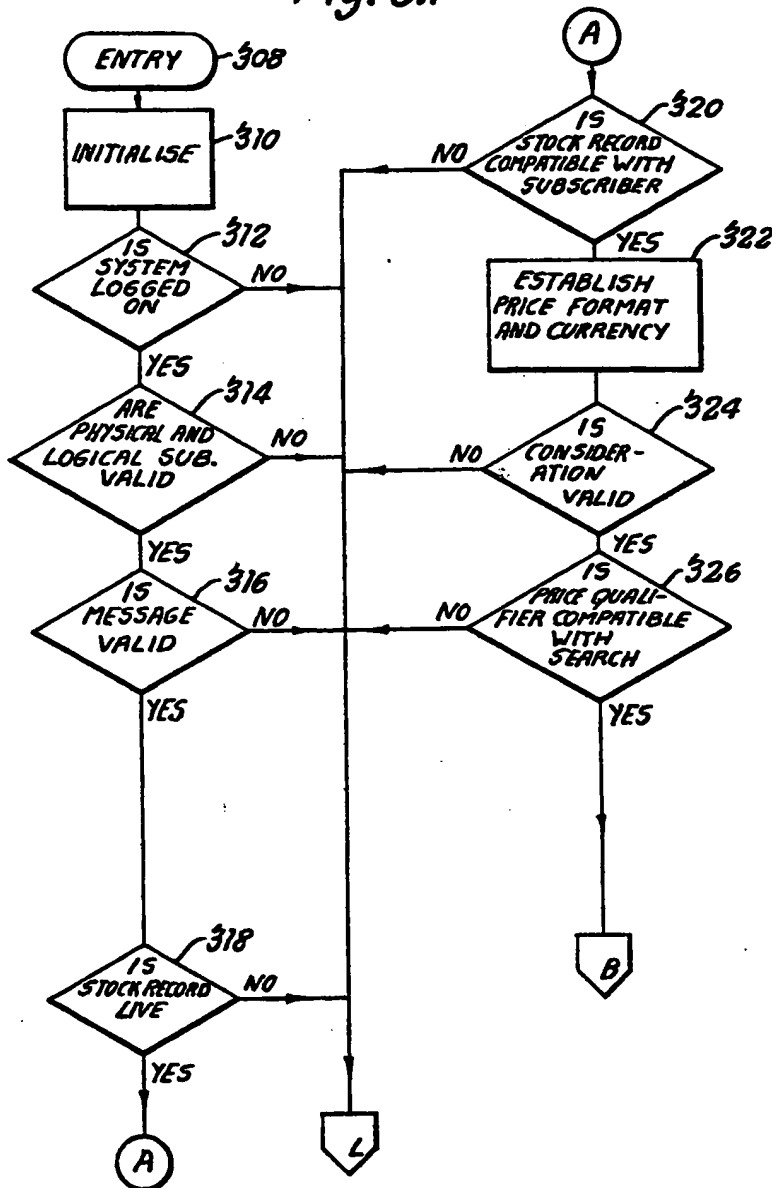 ENTRY
308
INITIALISE
310
IS
SYSTEM
LOGGED
ON
312
NO
YES
ARE
PHYSICAL AND
LOGICAL SUB.
VALID
314
NO
YES
IS
MESSAGE
VALID
316
NO
YES
IS
STOCK RECORD
LIVE
318
NO
YES
A
L
A
IS
STOCK RECORD
COMPATIBLE WITH
SUBSCRIBER
320
NO
YES
322
ESTABLISH
PRICE FORMAT
AND CURRENCY
IS
CONSIDER-
ATION
VALID
324
NO
YES
IS
PRICE QUALI-
FIER COMPATIBLE
WITH
SEARCH
326
NO
YES
B